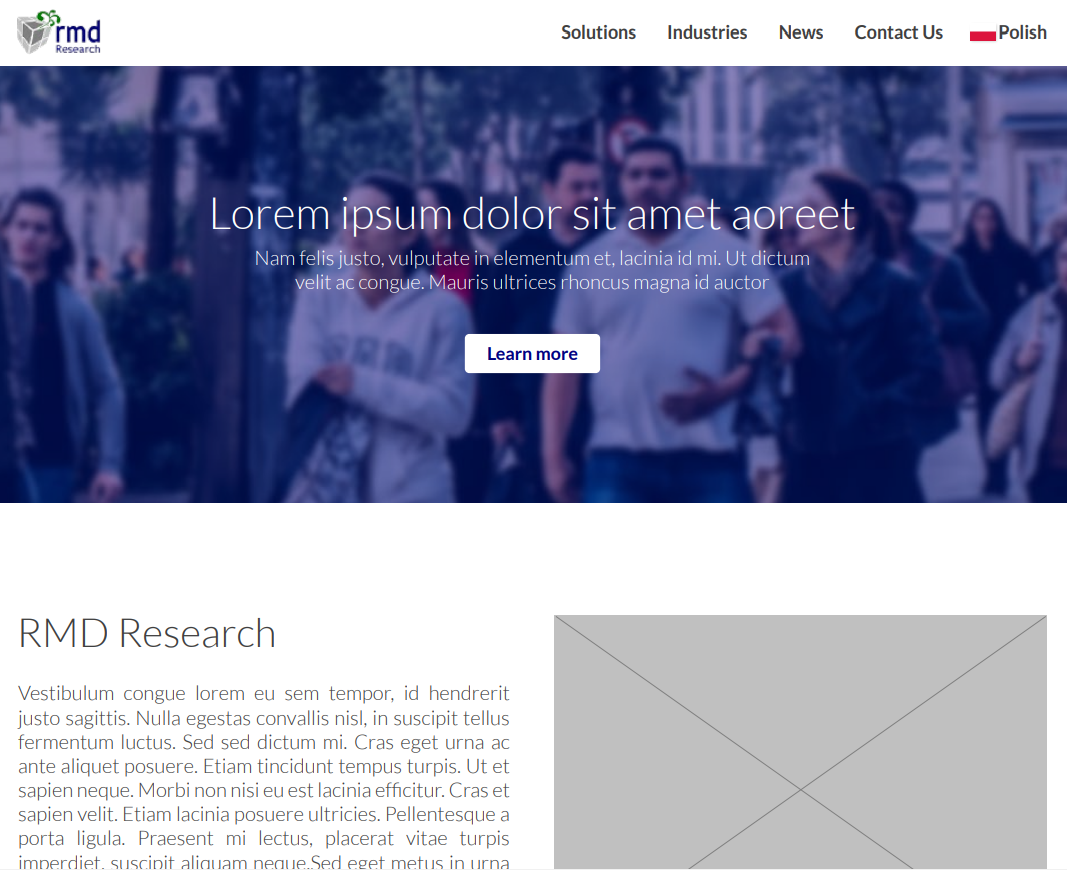 rmd
Research
Solutions Industries News Contact Us Polish
Lorem ipsum dolor sit amet aoreet
Nam felis justo, vulputate in elementum et, lacinia id mi. Ut dictum
velit ac congue. Mauris ultrices rhoncus magna id auctor
Learn more
RMD Research
Vestibulum congue lorem eu sem tempor, id hendrerit
justo sagittis. Nulla egestas convallis nisl, in suscipit tellus
fermentum luctus. Sed sed dictum mi. Cras eget urna ac
ante aliquet posuere. Etiam tincidunt tempus turpis. Ut et
sapien neque. Morbi non nisi eu est lacinia efficitur. Cras et
sapien velit. Etiam lacinia posuere ultricies. Pellentesque a
porta ligula. Praesent mi lectus, placerat vitae turpis
imperdiet, suscipit aliquam neque.Sed eget metus in urna